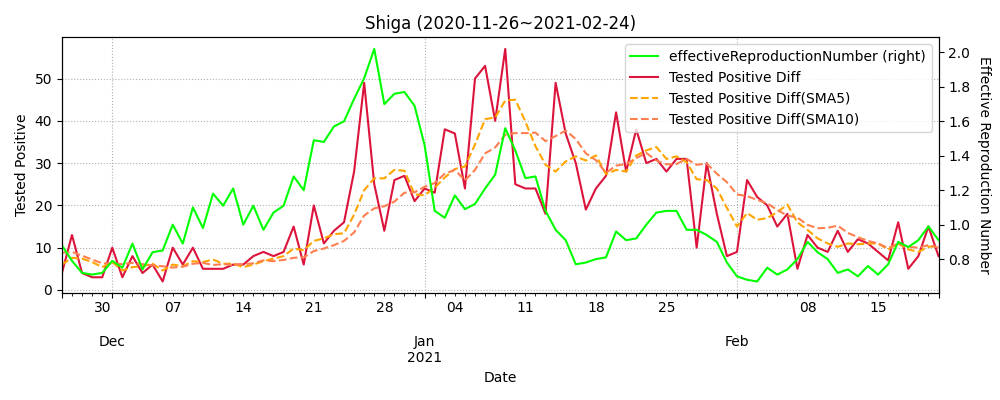 Shiga (2020-11-26~2021-02-24)
effectiveReproductionNumber (right)
Tested Positive Diff
Tested Positive Diff(SMA5)
Tested Positive Diff(SMA10)
Tested Positive
50
40
30
20
10
0
2.0
1.8
1.6
1.4
1.2
1.0
0.8
Effective Reproduction Number
30 07 14 21 28 04 11 18 25 08 15
Dec Jan Feb
2021
Date